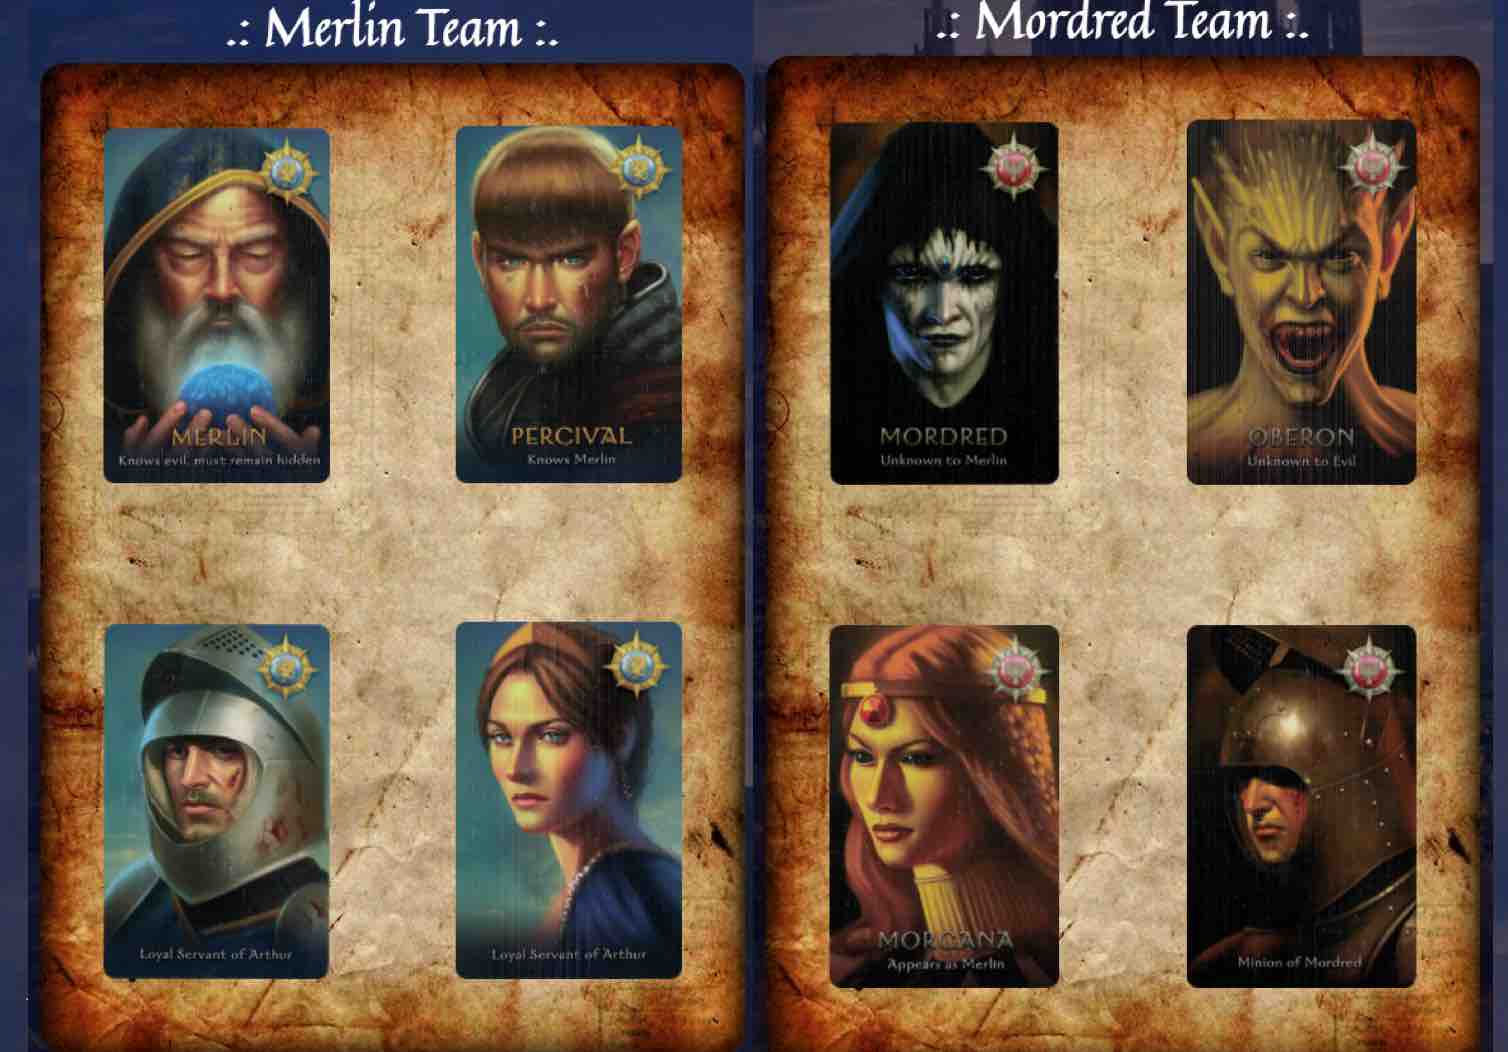 .: Merlin Team :.
MERLIN
Knows evil, must remain hidden
PERCIVAL
Knows Merlin
Loyal Servant of Arthur
Loyal Servant of Arthur
.: Mordred Team :.
MORDRED
Unknown to Merlin
OBERON
Unknown to Evil
MORGANA
Appears as Merlin
Minion of Mordred